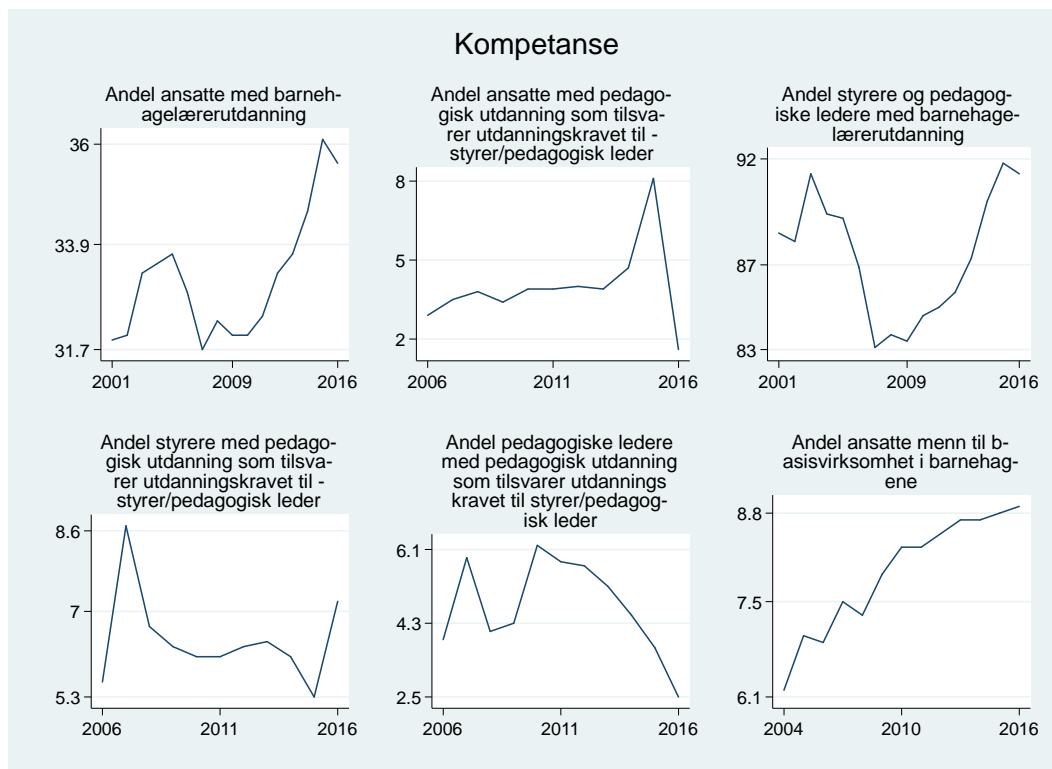 Kompetanse
Andel ansatte med barneh-
agelærerutdanning
36
33.9
31.7
2001
2009
2016
Andel ansatte med pedago-
gisk utdanning som tilsva-
rer utdanningskravet til -
styrer/pedagogisk leder
8
5
2
2006
2011
2016
Andel styrere og pedagog-
iske ledere med barnehage-
lærerutdanning
92
87
83
2001
2009
2016
Andel styrere med pedago-
gisk utdanning som tilsva-
rer utdanningskravet til -
styrer/pedagogisk leder
8.6
7
5.3
2006
2011
2016
Andel pedagogiske ledere
med pedagogisk utdanning
som tilsvarer utdannings
kravet til styrer/pedagog-
isk leder
6.1
4.3
2.5
2006
2011
2016
Andel ansatte menn til b-
asisvirksomhet i barnehag-
ene
8.8
7.5
6.1
2004
2010
2016